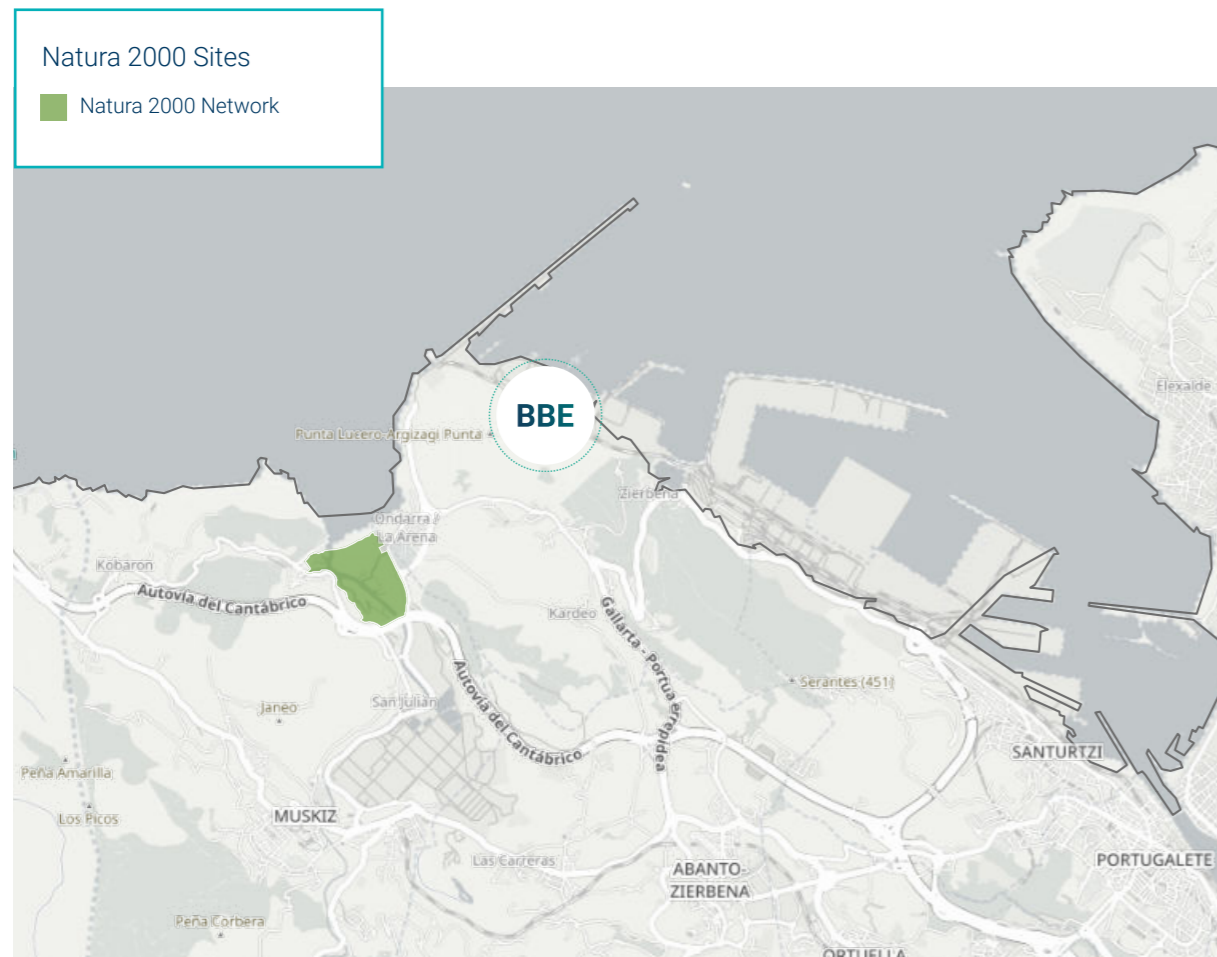 Natura 2000 Sites
Natura 2000 Network
Elexalde
BBE
Punta Lucero-Argizagi Punta
Zierbena
Ondarra /
La Arena
Kobaron
Autovía del Cantábrico
Kardeo
Gallarta - Portua errepidea
Serantes (451)
San Julián
Janeo
Autovía del Cantábrico
SANTURTZI
Peña Amarilla
Los Picos
MUSKIZ
Las Carreras
PORTUGALETE
ABANTO-
ZIERBENA
Peña Corbera
ORTUELLA